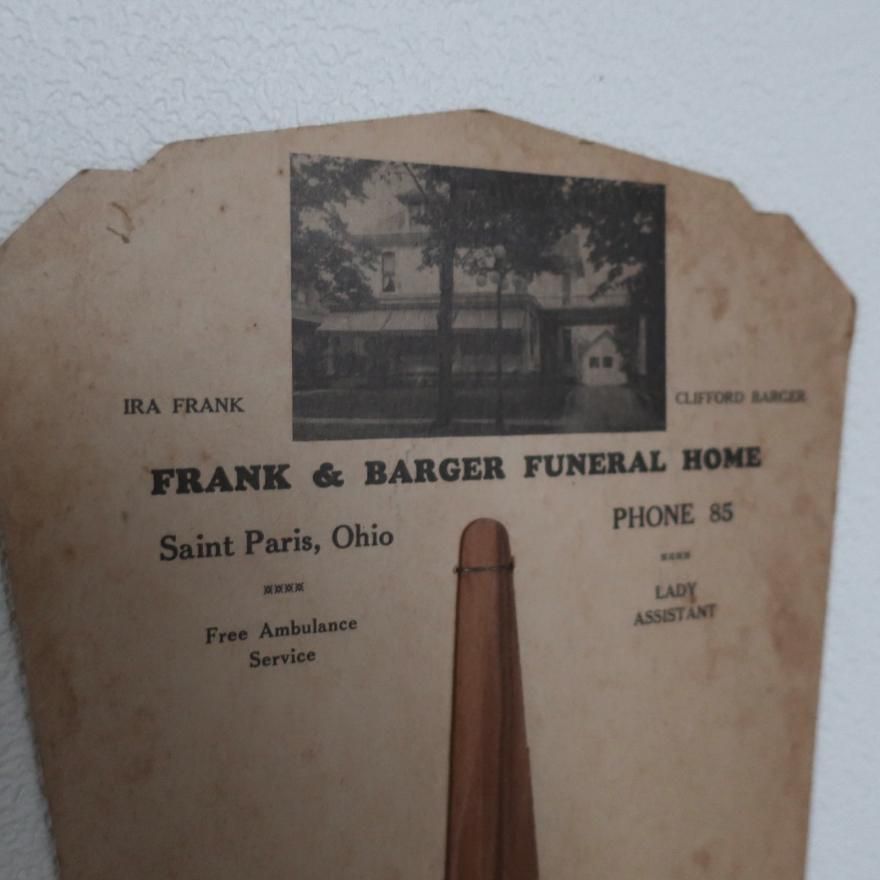 IRA FRANK
CLIFFORD BARGER
FRANK & BARGER FUNERAL HOME
Saint Paris, Ohio
PHONE 85
Free Ambulance
Service
LADY
ASSISTANT